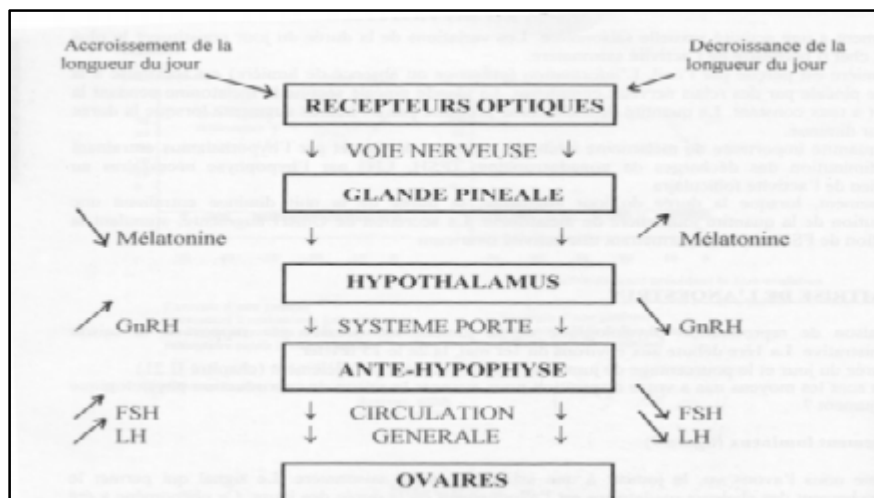 Accroissement de la
longueur du jour
Décroissance de la
longueur du jour
RECEPTEURS OPTIQUES
VOIE NERVEUSE
GLANDE PINEALE
Mélatonine
Mélatonine
HYPOTHALAMUS
GnRH
SYSTEME PORTE
GnRH
ANTE-HYPOPHYSE
FSH
CIRCULATION
FSH
LH
GENERALE
LH
OVAIRES